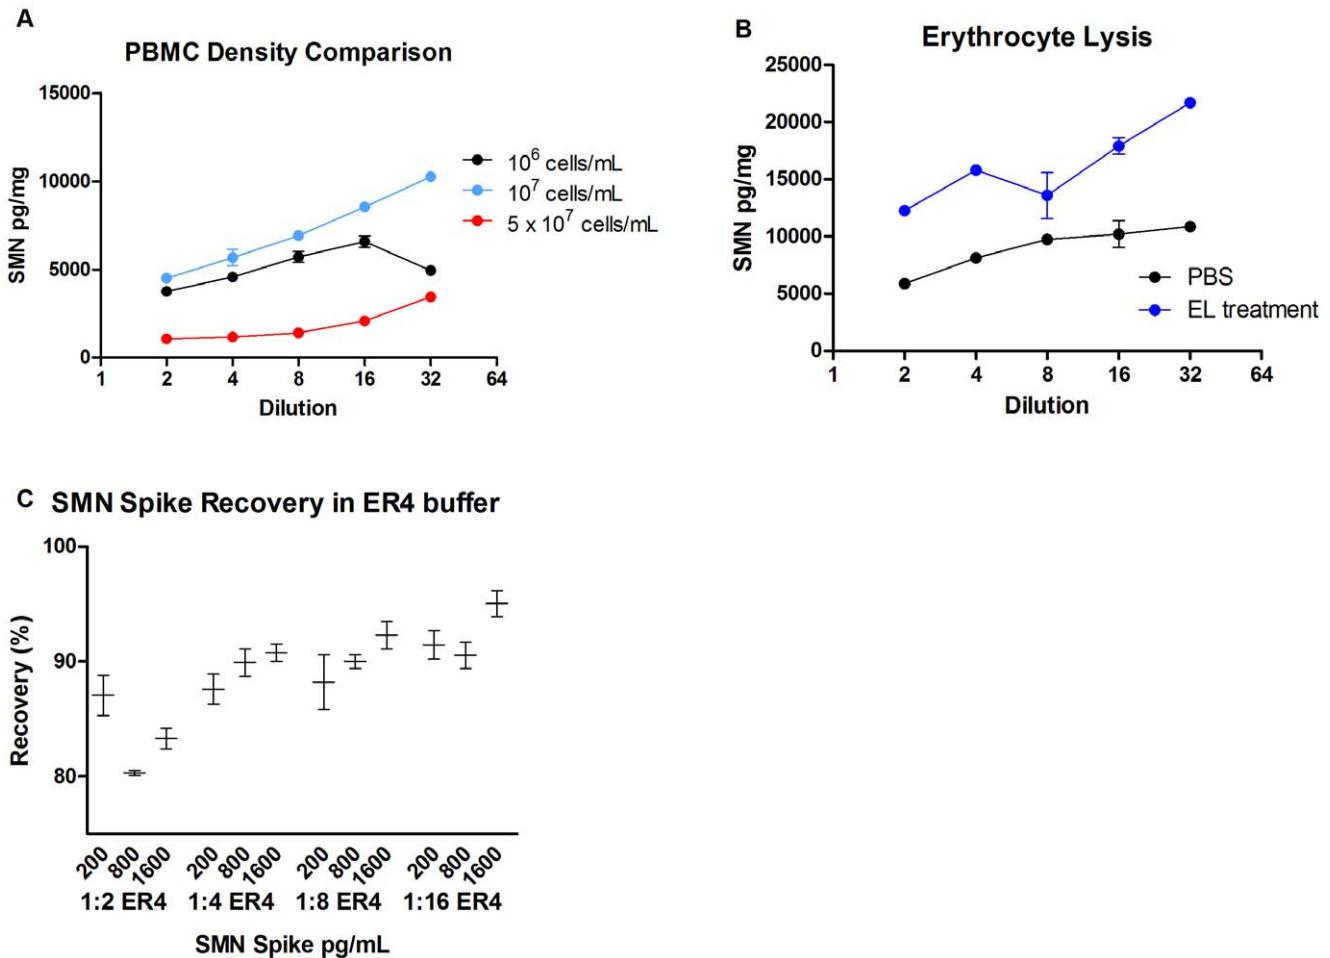 A
PBMC Density Comparison
15000
10000
5000
0
SMN pg/mg
1 2 4 8 16 32 64
Dilution
10⁶ cells/mL
10⁷ cells/mL
5 x 10⁷ cells/mL
B
Erythrocyte Lysis
25000
20000
15000
10000
5000
0
SMN pg/mg
1 2 4 8 16 32 64
Dilution
PBS
EL treatment
C SMN Spike Recovery in ER4 buffer
100
90
80
Recovery (%)
200 800 1600 200 800 1600 200 800 1600 200 800 1600
1:2 ER4 1:4 ER4 1:8 ER4 1:16 ER4
SMN Spike pg/mL